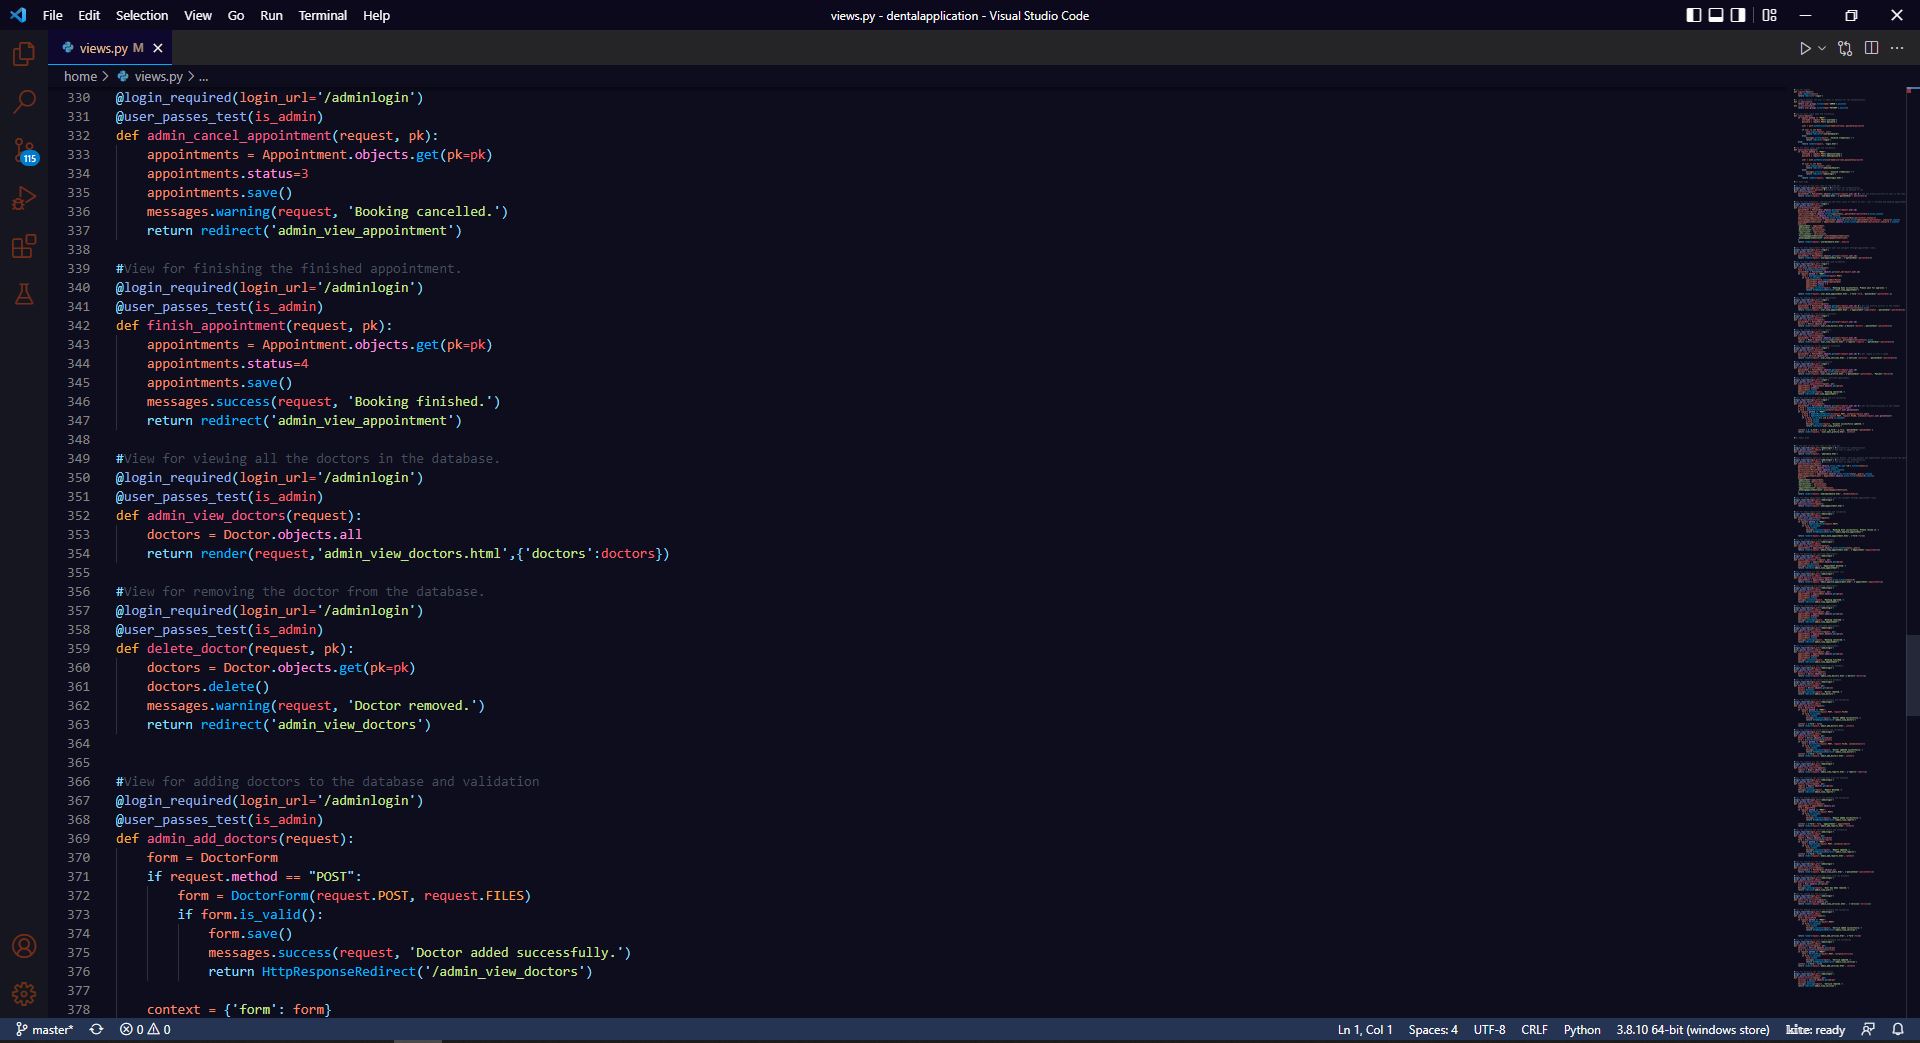 File Edit Selection View Go Run Terminal Help
views.py - dentalapplication - Visual Studio Code
views.py M
home > views.py > ...
115
330 @login_required(login_url='/adminlogin')
331 @user_passes_test(is_admin)
332 def admin_cancel_appointment(request, pk):
333     appointments = Appointment.objects.get(pk=pk)
334     appointments.status=3
335     appointments.save()
336     messages.warning(request, 'Booking cancelled.')
337     return redirect('admin_view_appointment')
338
339 #View for finishing the finished appointment.
340 @login_required(login_url='/adminlogin')
341 @user_passes_test(is_admin)
342 def finish_appointment(request, pk):
343     appointments = Appointment.objects.get(pk=pk)
344     appointments.status=4
345     appointments.save()
346     messages.success(request, 'Booking finished.')
347     return redirect('admin_view_appointment')
348
349 #View for viewing all the doctors in the database.
350 @login_required(login_url='/adminlogin')
351 @user_passes_test(is_admin)
352 def admin_view_doctors(request):
353     doctors = Doctor.objects.all
354     return render(request,'admin_view_doctors.html',{'doctors':doctors})
355
356 #View for removing the doctor from the database.
357 @login_required(login_url='/adminlogin')
358 @user_passes_test(is_admin)
359 def delete_doctor(request, pk):
360     doctors = Doctor.objects.get(pk=pk)
361     doctors.delete()
362     messages.warning(request, 'Doctor removed.')
363     return redirect('admin_view_doctors')
364
365
366 #View for adding doctors to the database and validation
367 @login_required(login_url='/adminlogin')
368 @user_passes_test(is_admin)
369 def admin_add_doctors(request):
370     form = DoctorForm
371     if request.method == "POST":
372         form = DoctorForm(request.POST, request.FILES)
373         if form.is_valid():
374             form.save()
375             messages.success(request, 'Doctor added successfully.')
376             return HttpResponseRedirect('/admin_view_doctors')
377
378     context = {'form': form}
master* 0 0 Ln 1, Col 1 Spaces: 4 UTF-8 CRLF Python 3.8.10 64-bit (windows store) kite: ready